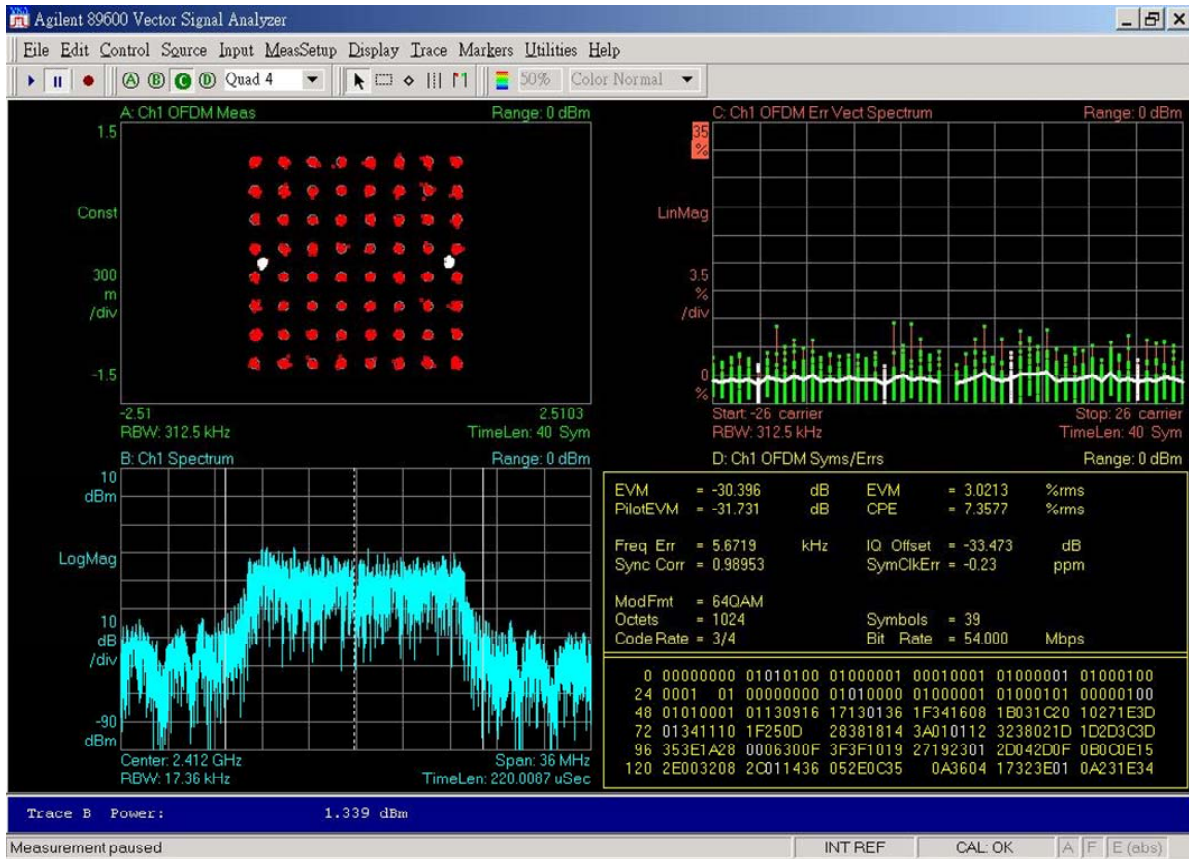 Agilent 89600 Vector Signal Analyzer
File Edit Control Source Input MeasSetup Display Trace Markers Utilities Help
A B C D Quad 4 50% Color Normal
A: Ch1 OFDM Meas Range: 0 dBm
1.5
Const
300
m
/div
-1.5
-2.51 2.5103
RBW: 312.5 kHz TimeLen: 40 Sym
C: Ch1 OFDM Err Vect Spectrum Range: 0 dBm
35
%
LinMag
3.5
%
/div
0
%
Start: -26 carrier Stop: 26 carrier
RBW: 312.5 kHz TimeLen: 40 Sym
B: Ch1 Spectrum Range: 0 dBm
10
dBm
LogMag
10
dB
/div
-90
dBm
Center: 2.412 GHz Span: 36 MHz
RBW: 17.36 kHz TimeLen: 220.0087 uSec
D: Ch1 OFDM Syms/Errs Range: 0 dBm
EVM = -30.396 dB EVM = 3.0213 %rms
PilotEVM = -31.731 dB CPE = 7.3577 %rms
Freq Err = 5.6719 kHz IQ Offset = -33.473 dB
Sync Corr = 0.98953 SymClkErr = -0.23 ppm
ModFmt = 64QAM
Octets = 1024 Symbols = 39
Code Rate = 3/4 Bit Rate = 54.000 Mbps
0 00000000 01010100 01000001 00010001 01000001 01000100
24 0001 01 00000000 01010000 01000001 01000101 00000100
48 01010001 01130916 17130136 1F341608 1B031C20 10271E3D
72 01341110 1F250D 28381814 3A010112 3238021D 1D2D3C3D
96 353E1A28 0006300F 3F3F1019 27192301 2D042D0F 0B0C0E15
120 2E003208 2C011436 052E0C35 0A3604 17323E01 0A231E34
Trace B Power: 1.339 dBm
Measurement paused INT REF CAL: OK A F E (abs)